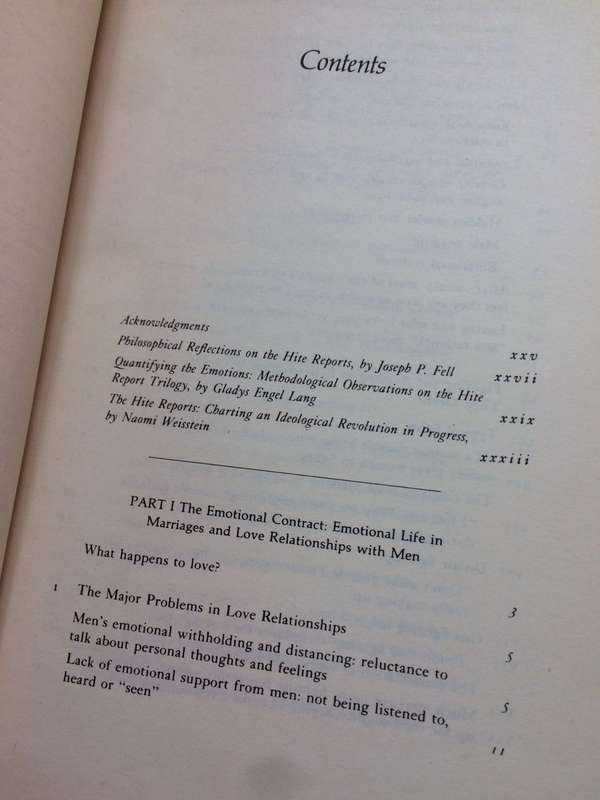 Contents
Acknowledgments xxv
Philosophical Reflections on the Hite Reports, by Joseph P. Fell xxvii
Quantifying the Emotions: Methodological Observations on the Hite
Report Trilogy, by Gladys Engel Lang xxix
The Hite Reports: Charting an Ideological Revolution in Progress,
by Naomi Weisstein xxxiii
PART I The Emotional Contract: Emotional Life in
Marriages and Love Relationships with Men
What happens to love? 3
1 The Major Problems in Love Relationships 5
Men's emotional withholding and distancing: reluctance to
talk about personal thoughts and feelings 5
Lack of emotional support from men: not being listened to,
heard or "seen" 11